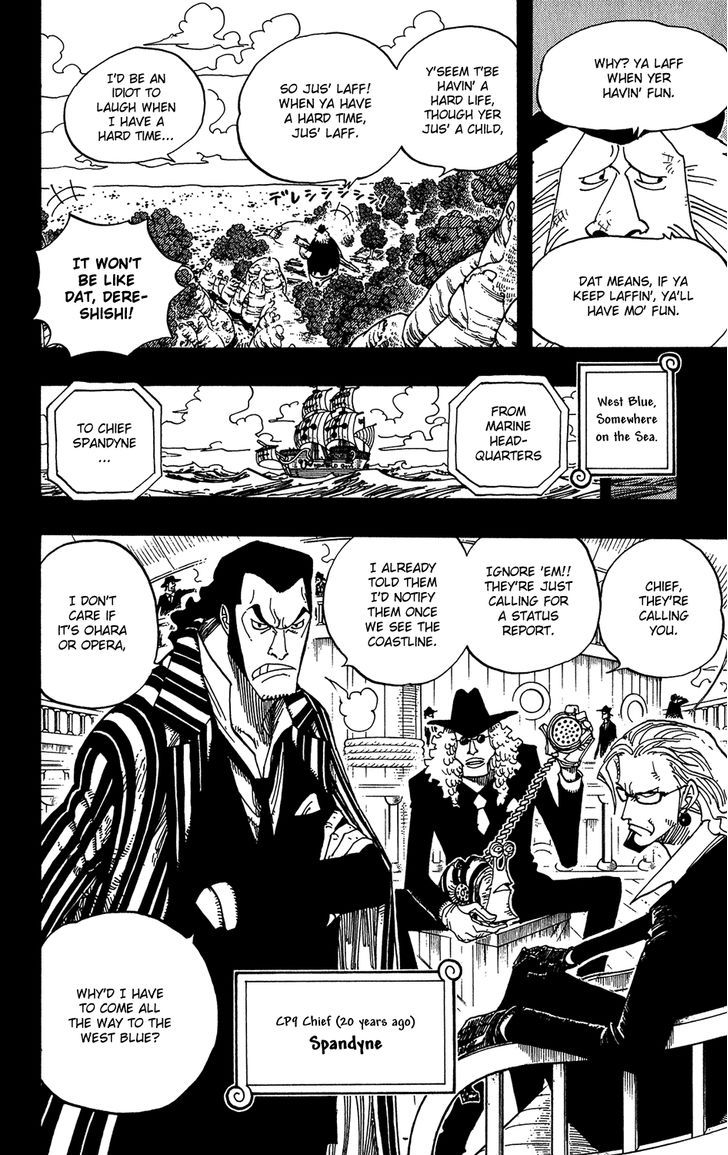 WHY? YA LAFF
WHEN YER
HAVIN' FUN.
DAT MEANS, IF YA
KEEP LAFFIN', YA'LL
HAVE MO' FUN.
Y'SEEM T'BE
HAVIN' A
HARD LIFE,
THOUGH YER
JUS' A CHILD,
SO JUS' LAFF!
WHEN YA HAVE
A HARD TIME,
JUS' LAFF.
I'D BE AN
IDIOT TO
LAUGH WHEN
I HAVE A
HARD TIME...
デレシシシシシ!
IT WON'T
BE LIKE
DAT, DERE-
SHISHI!
West Blue,
Somewhere
on the Sea.
FROM
MARINE
HEAD-
QUARTERS
TO CHIEF
SPANDYNE
...
CHIEF,
THEY'RE
CALLING
YOU.
IGNORE 'EM!!
THEY'RE JUST
CALLING FOR
A STATUS
REPORT.
I ALREADY
TOLD THEM
I'D NOTIFY
THEM ONCE
WE SEE THE
COASTLINE.
I DON'T
CARE IF
IT'S OHARA
OR OPERA,
WHY'D I HAVE
TO COME ALL
THE WAY TO THE
WEST BLUE?
CP9 Chief (20 years ago)
Spandyne